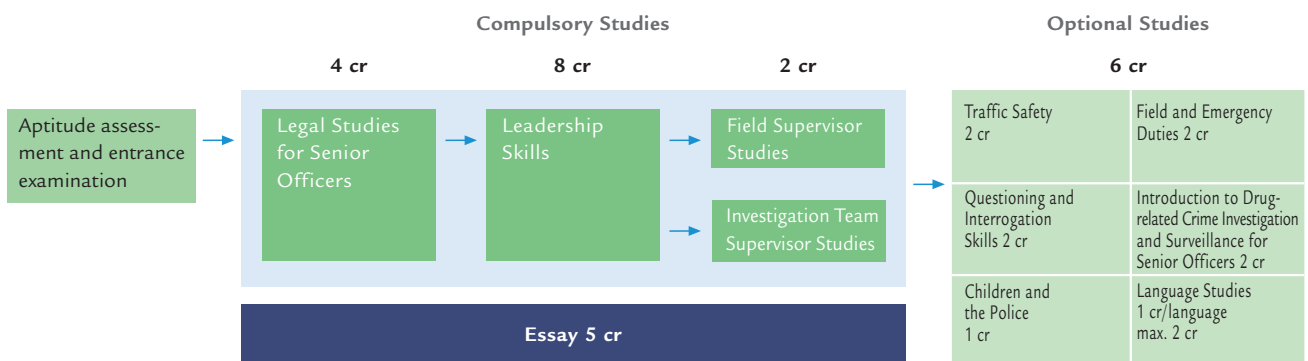 Compulsory Studies
Optional Studies
4 cr
8 cr
2 cr
6 cr
Aptitude assess-
ment and entrance
examination
Legal Studies
for Senior
Officers
Leadership
Skills
Field Supervisor
Studies
Investigation Team
Supervisor Studies
Essay 5 cr
Traffic Safety
2 cr
Field and Emergency
Duties 2 cr
Questioning and
Interrogation
Skills 2 cr
Introduction to Drug-
related Crime Investigation
and Surveillance for
Senior Officers 2 cr
Children and
the Police
1 cr
Language Studies
1 cr/language
max. 2 cr